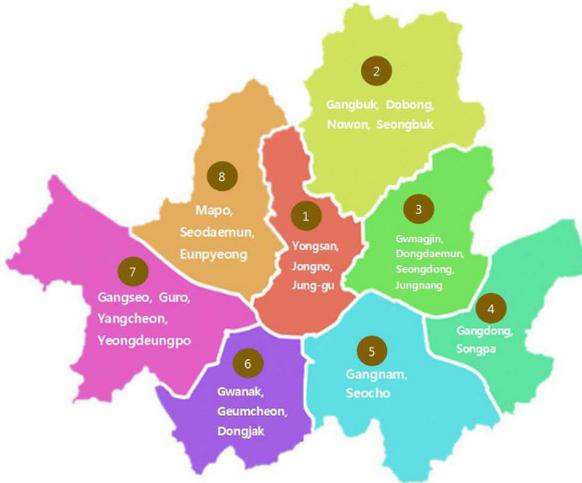 2
Gangbuk, Dobong,
Nowon, Seongbuk
8
Mapo,
Seodaemun,
Eunpyeong
1
Yongsan,
Jongno,
Jung-gu
3
Gwnagjin,
Dongdaemun,
Seongdong,
Jungnang
7
Gangseo, Guro,
Yangcheon,
Yeongdeungpo
4
Gangdong,
Songpa
6
Gwanak,
Geumcheon,
Dongjak
5
Gangnam,
Seocho